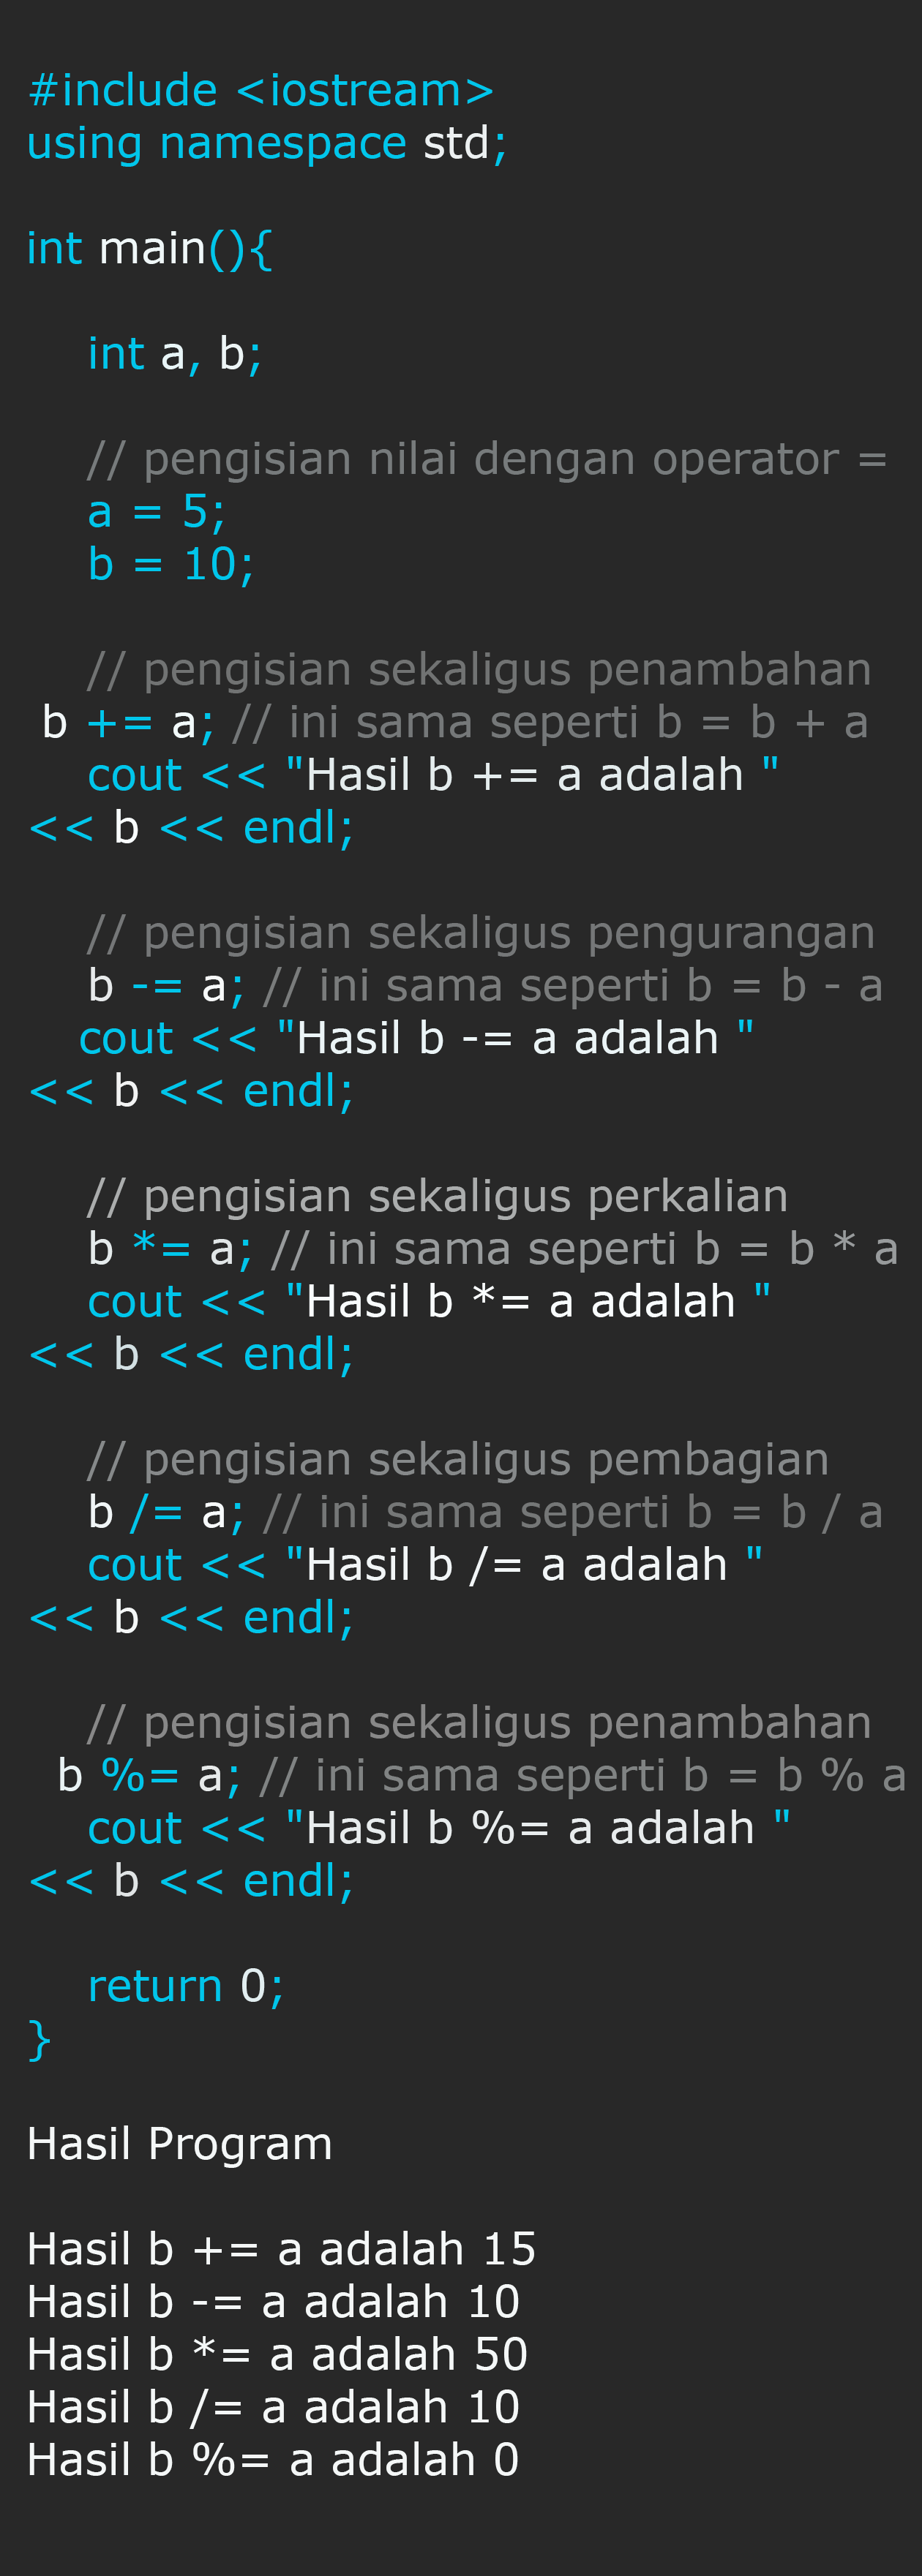 #include <iostream>
using namespace std;
int main(){
int a, b;
// pengisian nilai dengan operator =
a = 5;
b = 10;
// pengisian sekaligus penambahan
b += a; // ini sama seperti b = b + a
cout << "Hasil b += a adalah "
<< b << endl;
// pengisian sekaligus pengurangan
b -= a; // ini sama seperti b = b - a
cout << "Hasil b -= a adalah "
<< b << endl;
// pengisian sekaligus perkalian
b *= a; // ini sama seperti b = b * a
cout << "Hasil b *= a adalah "
<< b << endl;
// pengisian sekaligus pembagian
b /= a; // ini sama seperti b = b / a
cout << "Hasil b /= a adalah "
<< b << endl;
// pengisian sekaligus penambahan
b %= a; // ini sama seperti b = b % a
cout << "Hasil b %= a adalah "
<< b << endl;
return 0;
}
Hasil Program
Hasil b += a adalah 15
Hasil b -= a adalah 10
Hasil b *= a adalah 50
Hasil b /= a adalah 10
Hasil b %= a adalah 0